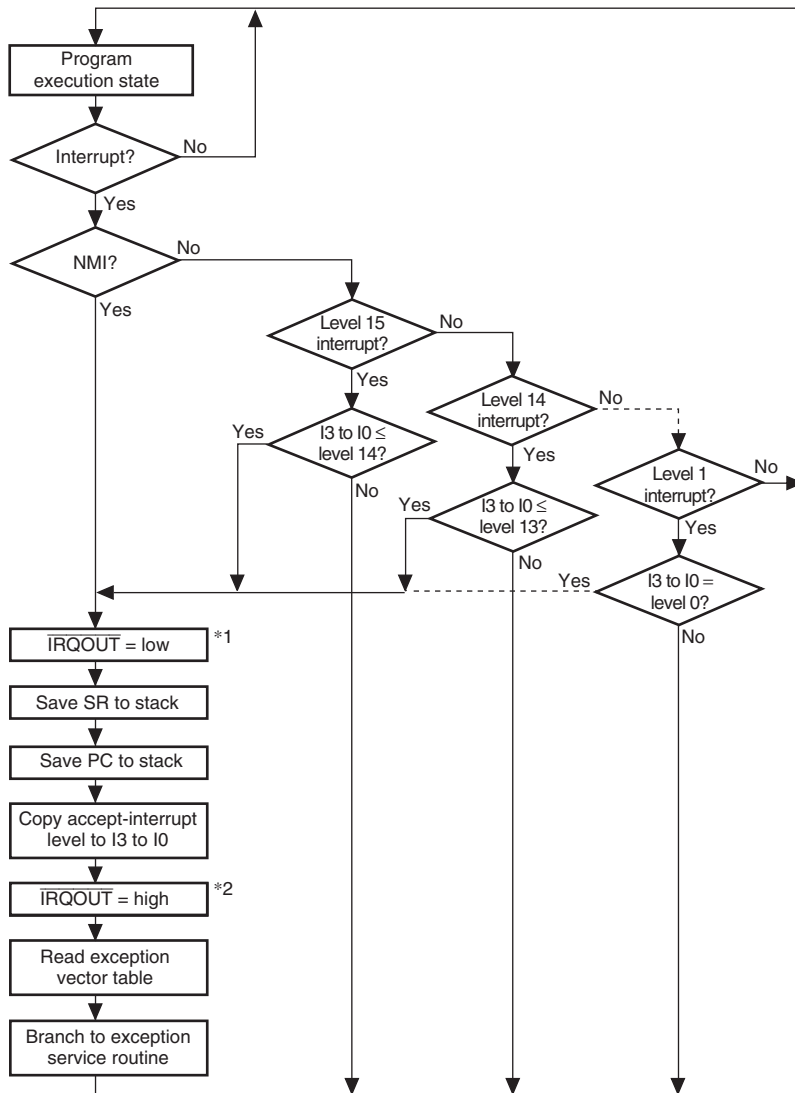 Program
execution state
Interrupt?
No
Yes
NMI?
No
Yes
Level 15
interrupt?
No
Yes
Level 14
interrupt?
No
Yes
I3 to I0 ≤
level 14?
Yes
No
Level 1
interrupt?
No
Yes
I3 to I0 ≤
level 13?
Yes
No
I3 to I0 =
level 0?
Yes
No
IRQOUT = low
*1
Save SR to stack
Save PC to stack
Copy accept-interrupt
level to I3 to I0
IRQOUT = high
*2
Read exception
vector table
Branch to exception
service routine